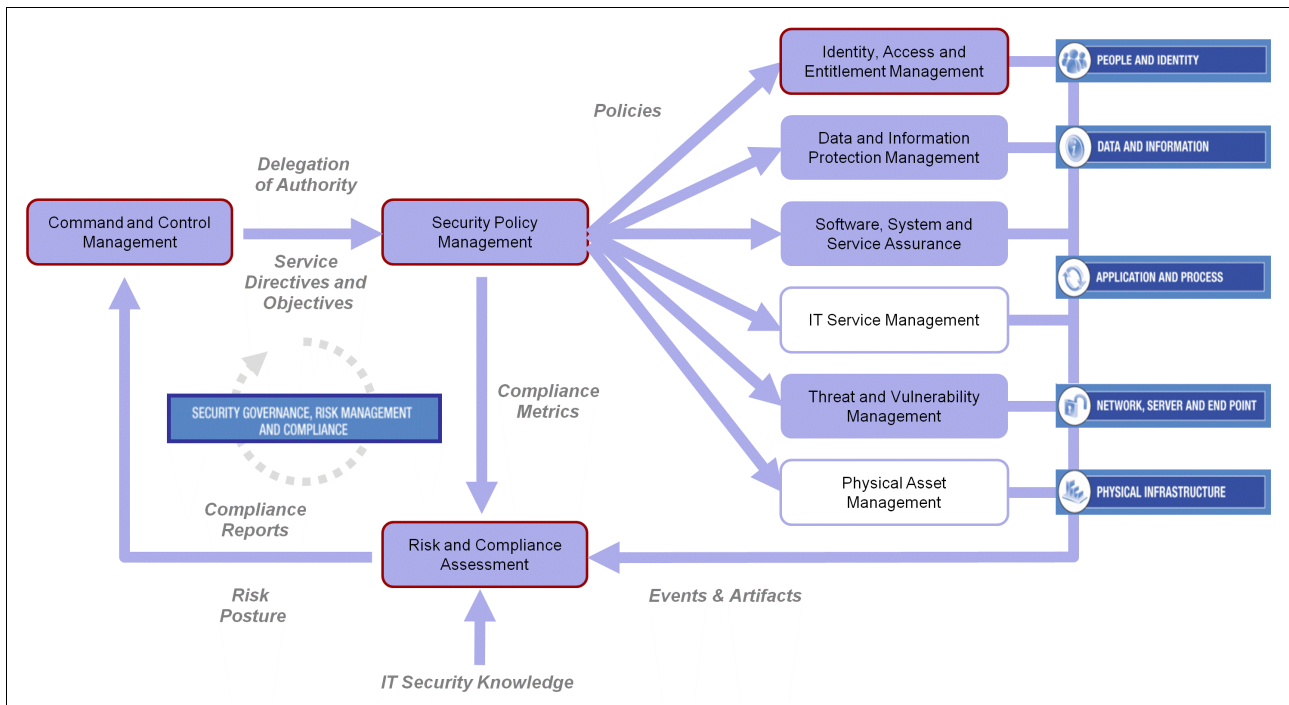 Identity, Access and
Entitlement Management
PEOPLE AND IDENTITY
Policies
Data and Information
Protection Management
DATA AND INFORMATION
Delegation
of Authority
Command and Control
Management
Security Policy
Management
Software, System and
Service Assurance
Service
Directives and
Objectives
APPLICATION AND PROCESS
IT Service Management
Compliance
Metrics
SECURITY GOVERNANCE, RISK MANAGEMENT
AND COMPLIANCE
Threat and Vulnerability
Management
NETWORK, SERVER AND END POINT
Physical Asset
Management
PHYSICAL INFRASTRUCTURE
Compliance
Reports
Risk and Compliance
Assessment
Risk
Posture
Events & Artifacts
IT Security Knowledge